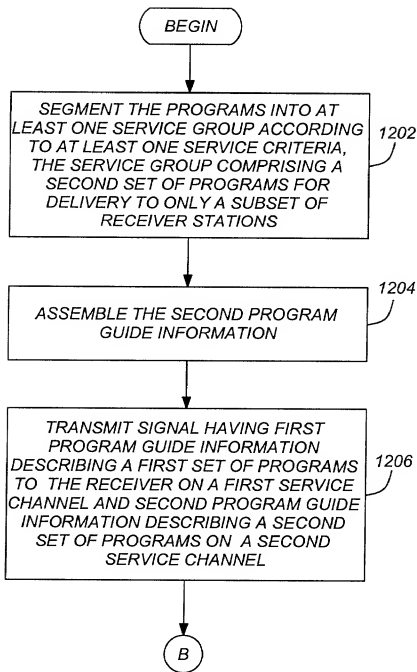 BEGIN
SEGMENT THE PROGRAMS INTO AT
LEAST ONE SERVICE GROUP ACCORDING
TO AT LEAST ONE SERVICE CRITERIA,
THE SERVICE GROUP COMPRISING A
SECOND SET OF PROGRAMS FOR
DELIVERY TO ONLY A SUBSET OF
RECEIVER STATIONS
1202
ASSEMBLE THE SECOND PROGRAM
GUIDE INFORMATION
1204
TRANSMIT SIGNAL HAVING FIRST
PROGRAM GUIDE INFORMATION
DESCRIBING A FIRST SET OF PROGRAMS
TO THE RECEIVER ON A FIRST SERVICE
CHANNEL AND SECOND PROGRAM GUIDE
INFORMATION DESCRIBING A SECOND
SET OF PROGRAMS ON A SECOND
SERVICE CHANNEL
1206
B